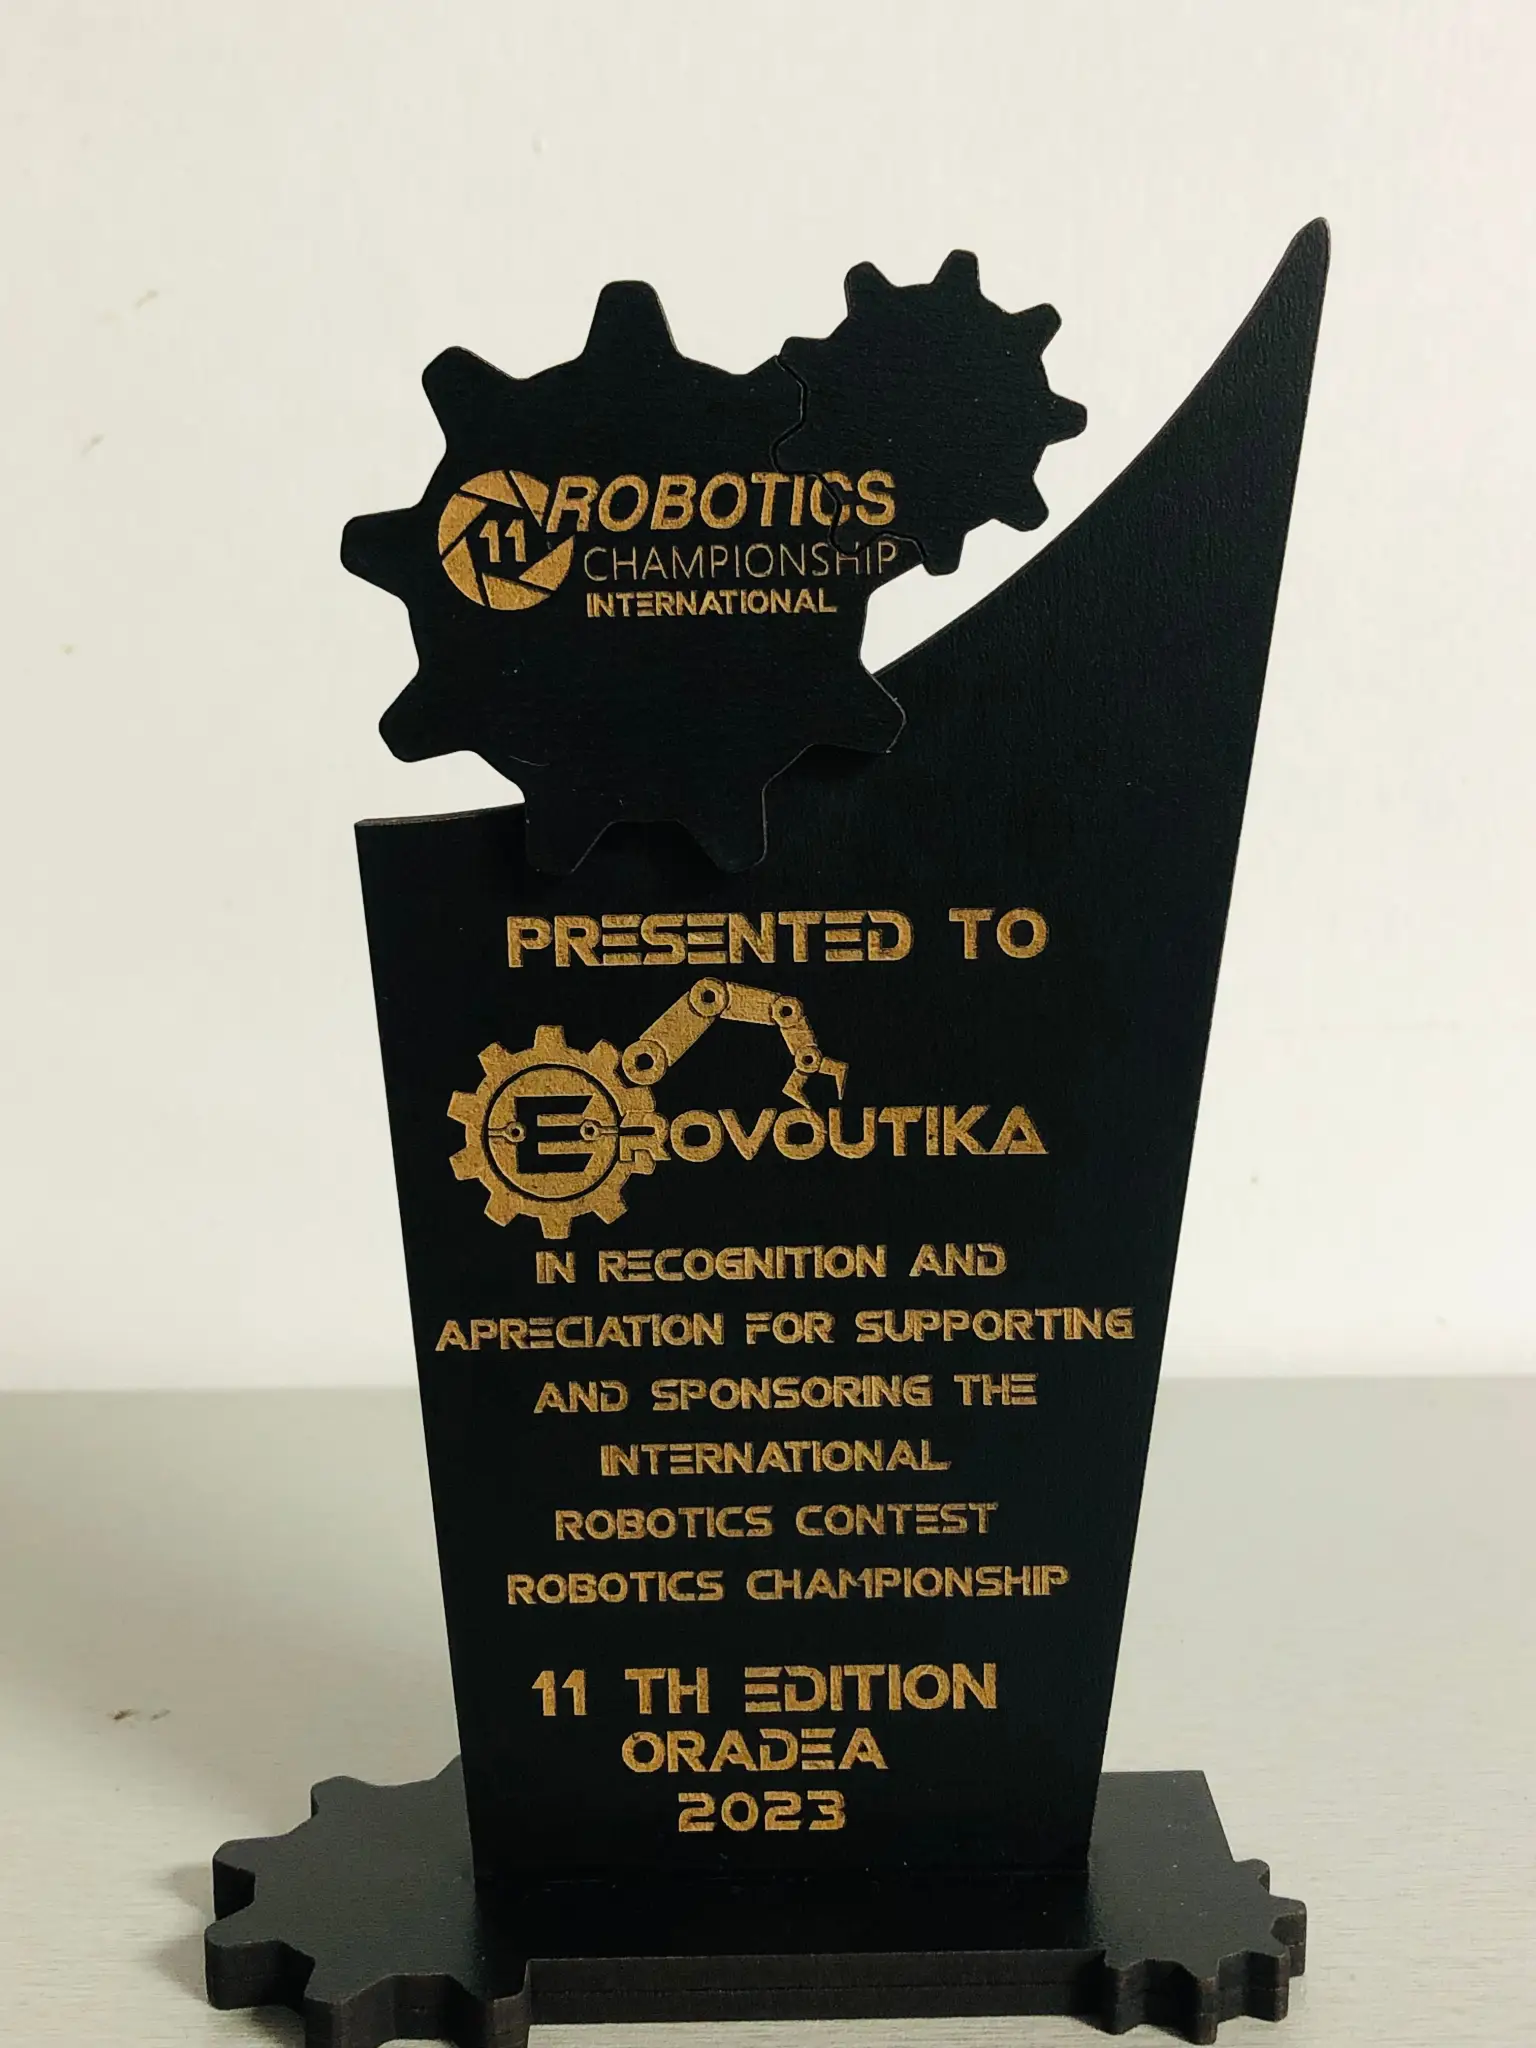 11 ROBOTICS
CHAMPIONSHIP
INTERNATIONAL
PRESENTED TO
EROVOUTIKA
IN RECOGNITION AND
APRECIATION FOR SUPPORTING
AND SPONSORING THE
INTERNATIONAL
ROBOTICS CONTEST
ROBOTICS CHAMPIONSHIP
11 TH EDITION
ORADEA
2023